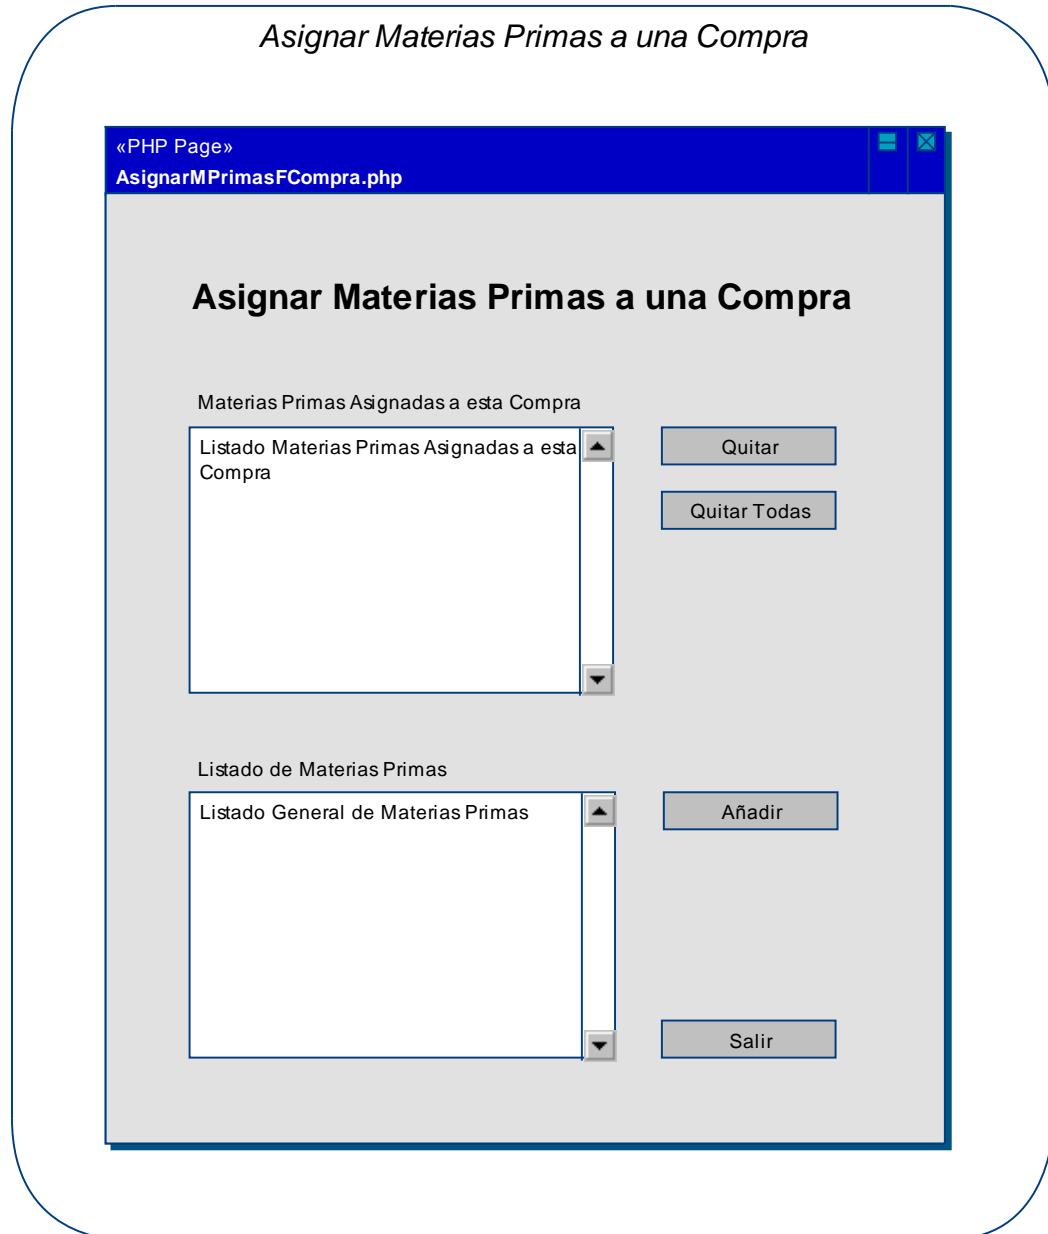 Asignar Materias Primas a una Compra
«PHP Page»
AsignarMPrimasFCompra.php
Asignar Materias Primas a una Compra
Materias Primas Asignadas a esta Compra
Listado Materias Primas Asignadas a esta
Compra
Quitar
Quitar Todas
Listado de Materias Primas
Listado General de Materias Primas
Añadir
Salir